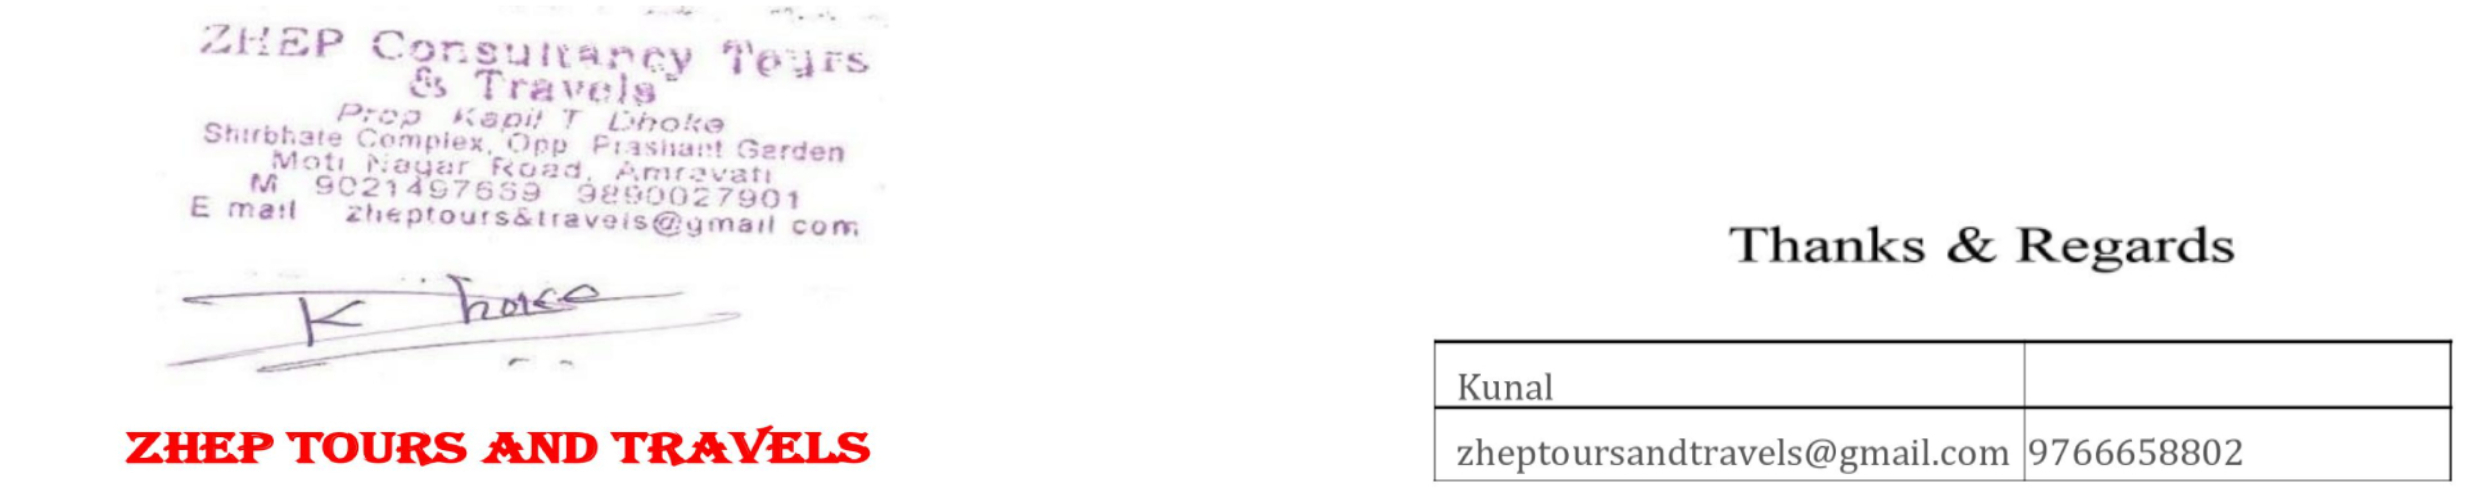 ZHEP Consultancy Tours
& Travels
Prop Kapil T Dhoke
Shirbhate Complex, Opp Prashant Garden
Moti Nagar Road, Amravati
M 9021497659 9890027901
E mail zheptours&travels@gmail com
K Dhoke
ZHEP TOURS AND TRAVELS
Thanks & Regards
Kunal
zheptoursandtravels@gmail.com 9766658802